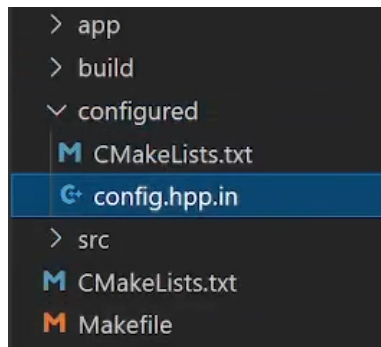 app
build
configured
CMakeLists.txt
config.hpp.in
src
CMakeLists.txt
Makefile